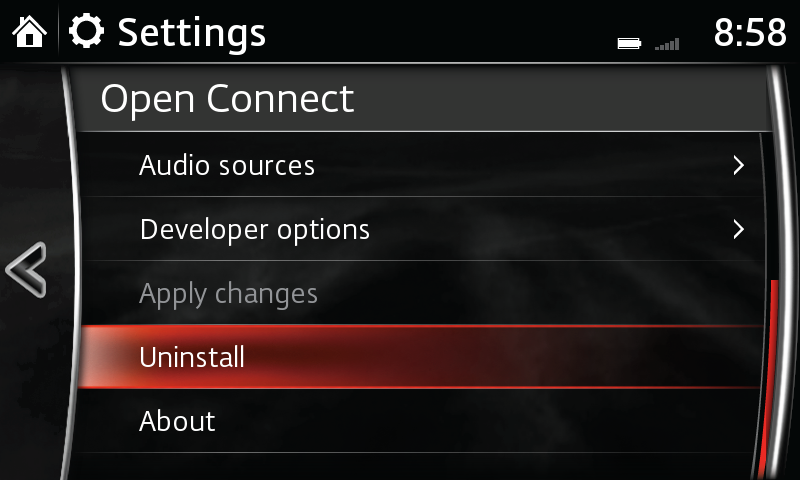 Settings
8:58
Open Connect
Audio sources
Developer options
Apply changes
Uninstall
About